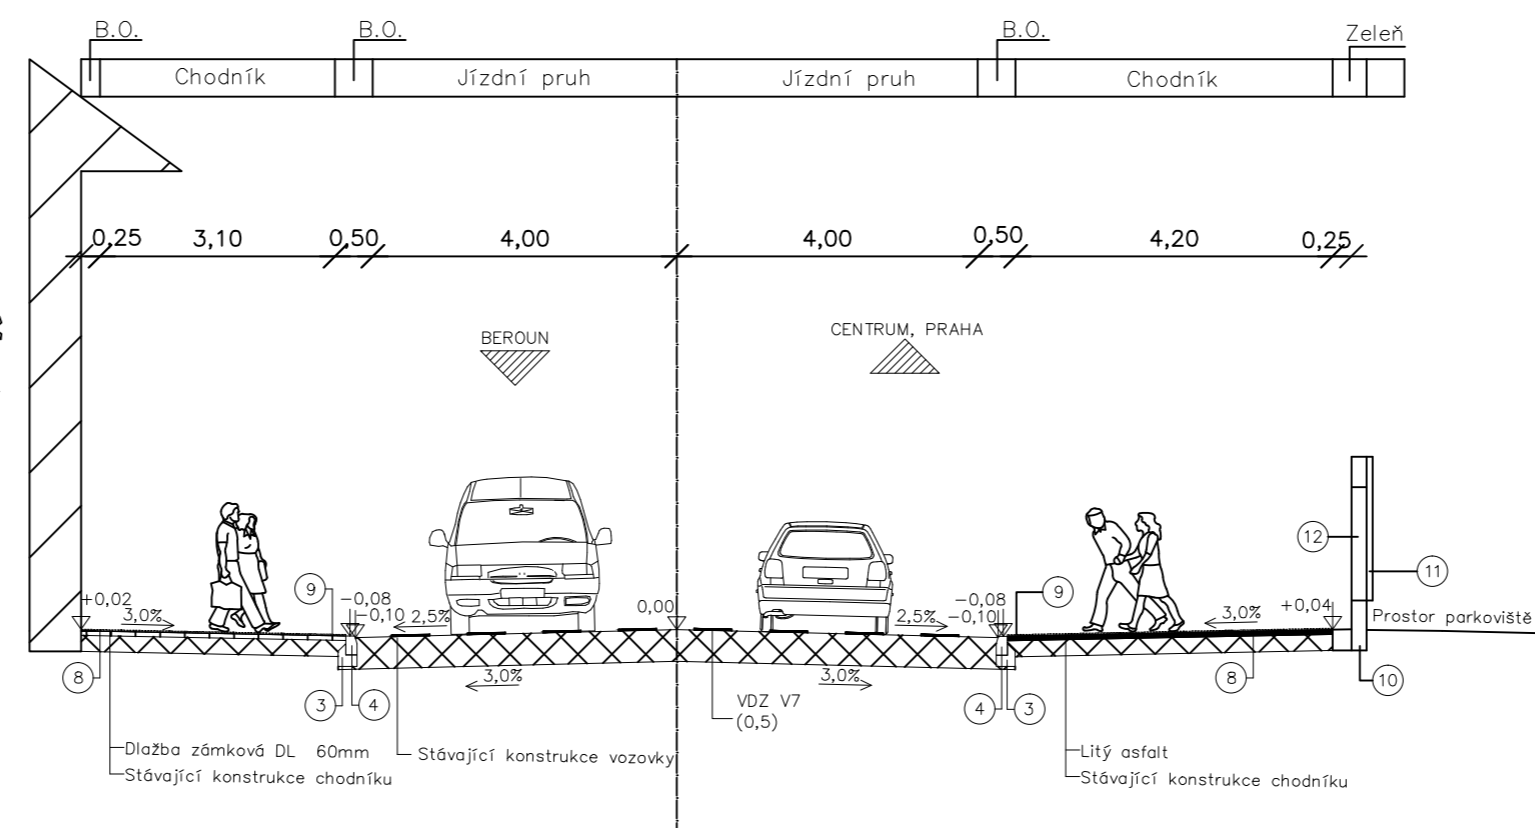 B.O. B.O. B.O. Zeleň
Chodník Jízdní pruh Jízdní pruh Chodník
0,25 3,10 0,50 4,00 4,00 0,50 4,20 0,25
BEROUN CENTRUM, PRAHA
12
11
9 9
+0,02 3,0% -0,08 -0,10 2,5% 0,00 2,5% -0,08 -0,10 3,0% +0,04 Prostor parkoviště
8 3,0% 3,0% 8 10
3 4 4 3
VDZ V7
(0,5)
Dlažba zámková DL 60mm Stávající konstrukce vozovky Litý asfalt
Stávající konstrukce chodníku Stávající konstrukce chodníku